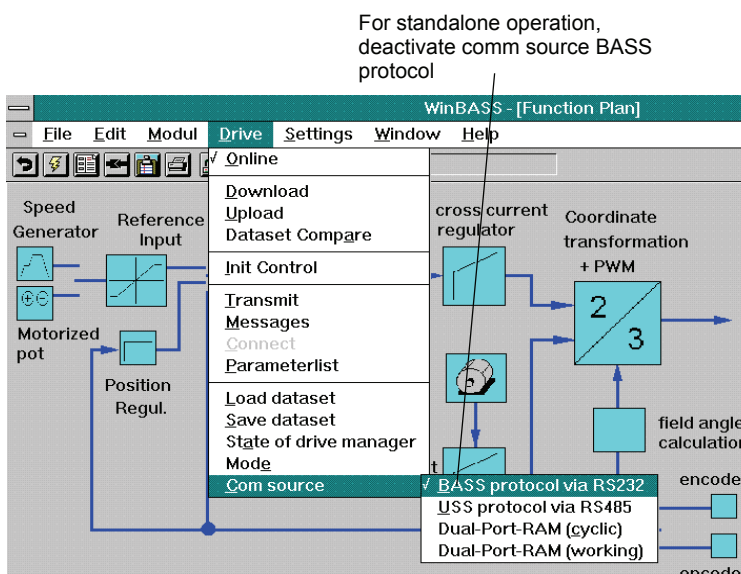 For standalone operation,
deactivate comm source BASS
protocol
WinBASS - [Function Plan]
File Edit Modul Drive Settings Window Help
√ Online
Download
Upload
Dataset Compare
Init Control
Transmit
Messages
Connect
Parameterlist
Load dataset
Save dataset
State of drive manager
Mode
Com source
√ BASS protocol via RS232
USS protocol via RS485
Dual-Port-RAM (cyclic)
Dual-Port-RAM (working)
Speed
Generator
Reference
Input
Motorized
pot
Position
Regul.
cross current
regulator
Coordinate
transformation
+ PWM
2
3
field angle
calculation
encode
encode